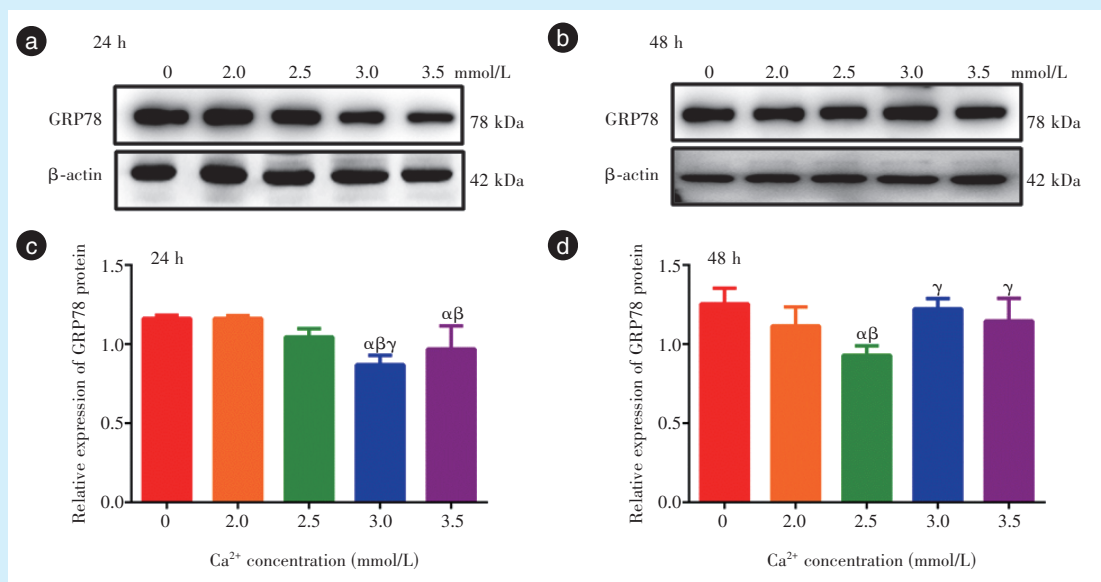 a 24 h
0 2.0 2.5 3.0 3.5 mmol/L
GRP78 78 kDa
β-actin 42 kDa
b 48 h
0 2.0 2.5 3.0 3.5 mmol/L
GRP78 78 kDa
β-actin 42 kDa
c 24 h
Relative expression of GRP78 protein
1.5
1.0
0.5
0.0
αβγ
αβ
0 2.0 2.5 3.0 3.5
Ca²⁺ concentration (mmol/L)
d 48 h
Relative expression of GRP78 protein
1.5
1.0
0.5
0.0
αβ
γ γ
0 2.0 2.5 3.0 3.5
Ca²⁺ concentration (mmol/L)